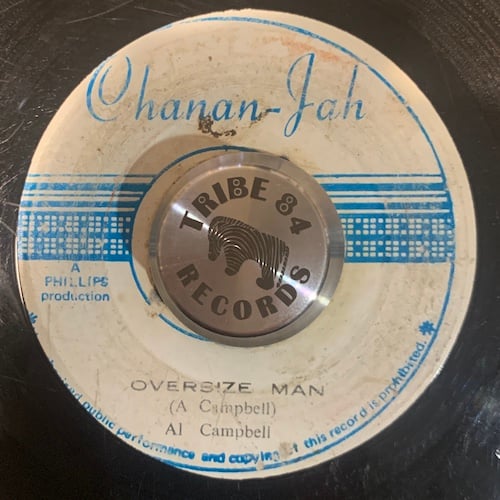 Chanan-Jah
TRIBE 84
RECORDS
A
PHILLIPS
production
OVERSIZE MAN
(A Campbell)
Al Campbell
public performance and copying of this record is prohibited.